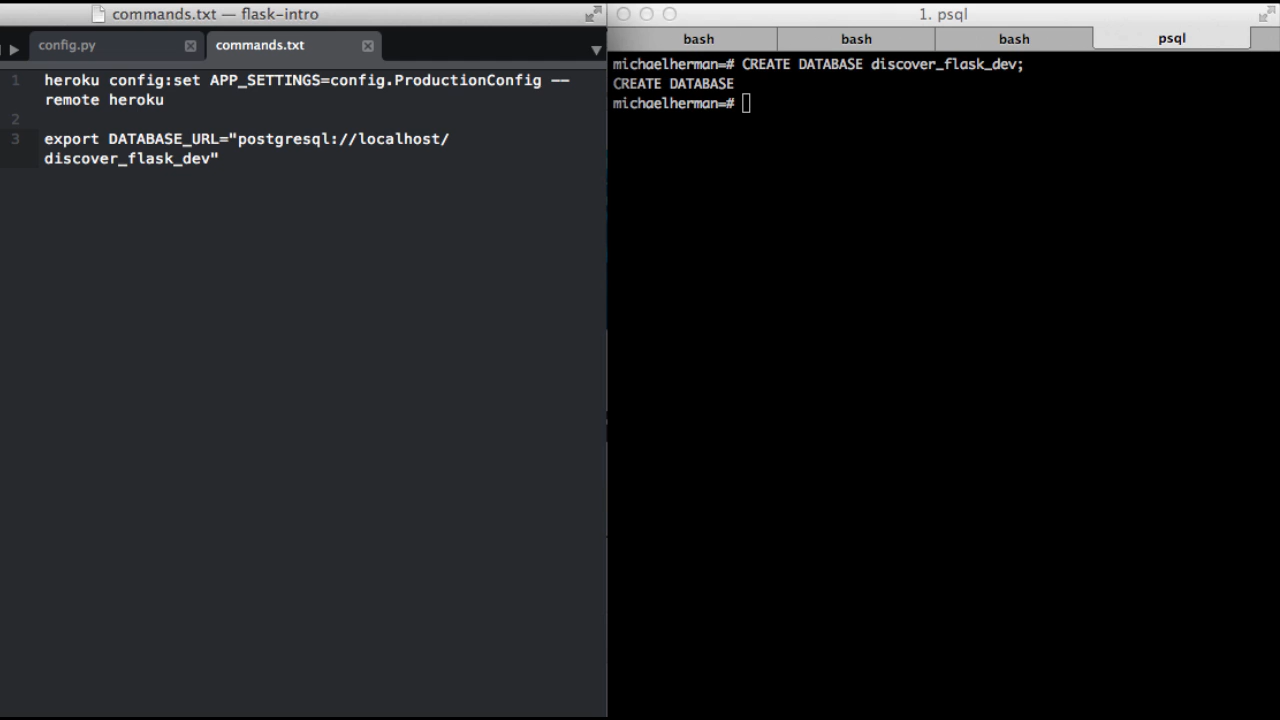 commands.txt — flask-intro
config.py
commands.txt
1 heroku config:set APP_SETTINGS=config.ProductionConfig --
remote heroku
2
3 export DATABASE_URL="postgresql://localhost/
discover_flask_dev"
1. psql
bash
bash
bash
psql
michaelherman=# CREATE DATABASE discover_flask_dev;
CREATE DATABASE
michaelherman=#